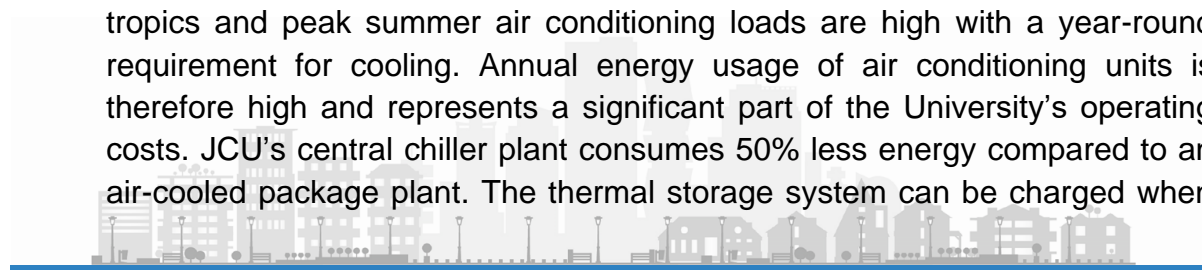 tropics and peak summer air conditioning loads are high with a year-round
requirement for cooling. Annual energy usage of air conditioning units is
therefore high and represents a significant part of the University’s operating
costs. JCU’s central chiller plant consumes 50% less energy compared to an
air-cooled package plant. The thermal storage system can be charged when